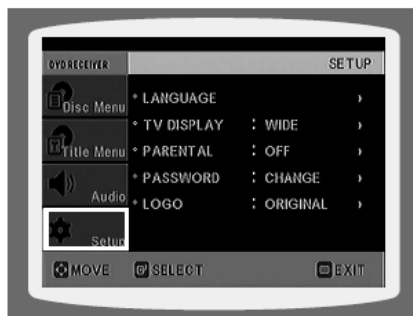 DVD RECEIVER SETUP
Disc Menu
Title Menu
Audio
Setup
• LANGUAGE
• TV DISPLAY : WIDE
• PARENTAL : OFF
• PASSWORD : CHANGE
• LOGO : ORIGINAL
MOVE SELECT EXIT